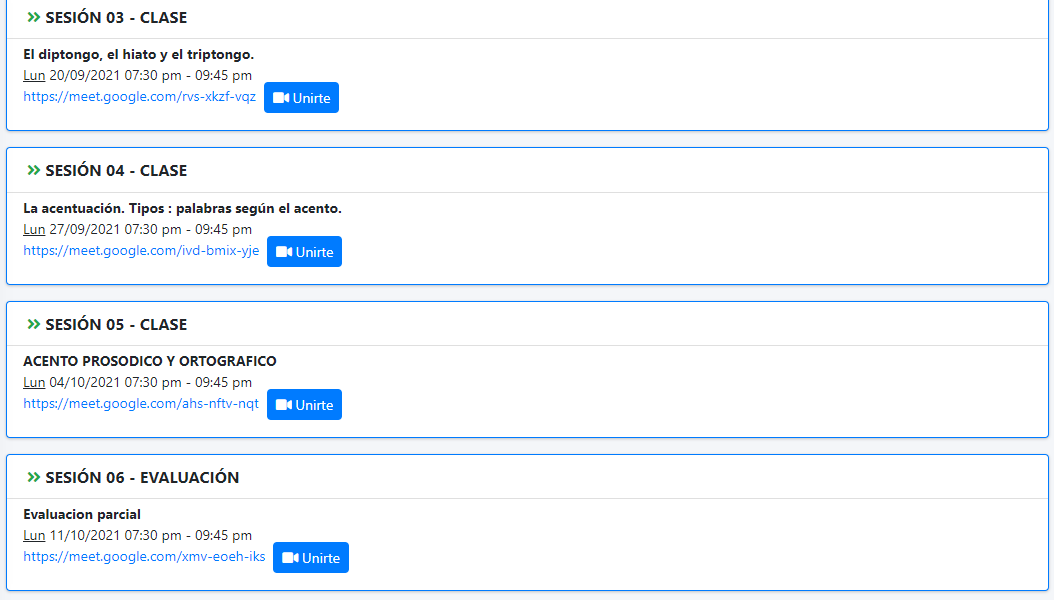 SESIÓN 03 - CLASE
El diptongo, el hiato y el triptongo.
Lun 20/09/2021 07:30 pm - 09:45 pm
https://meet.google.com/rvs-xkzf-vqz Unirte
SESIÓN 04 - CLASE
La acentuación. Tipos : palabras según el acento.
Lun 27/09/2021 07:30 pm - 09:45 pm
https://meet.google.com/ivd-bmix-yje Unirte
SESIÓN 05 - CLASE
ACENTO PROSODICO Y ORTOGRAFICO
Lun 04/10/2021 07:30 pm - 09:45 pm
https://meet.google.com/ahs-nftv-nqt Unirte
SESIÓN 06 - EVALUACIÓN
Evaluacion parcial
Lun 11/10/2021 07:30 pm - 09:45 pm
https://meet.google.com/xmv-eoeh-iks Unirte